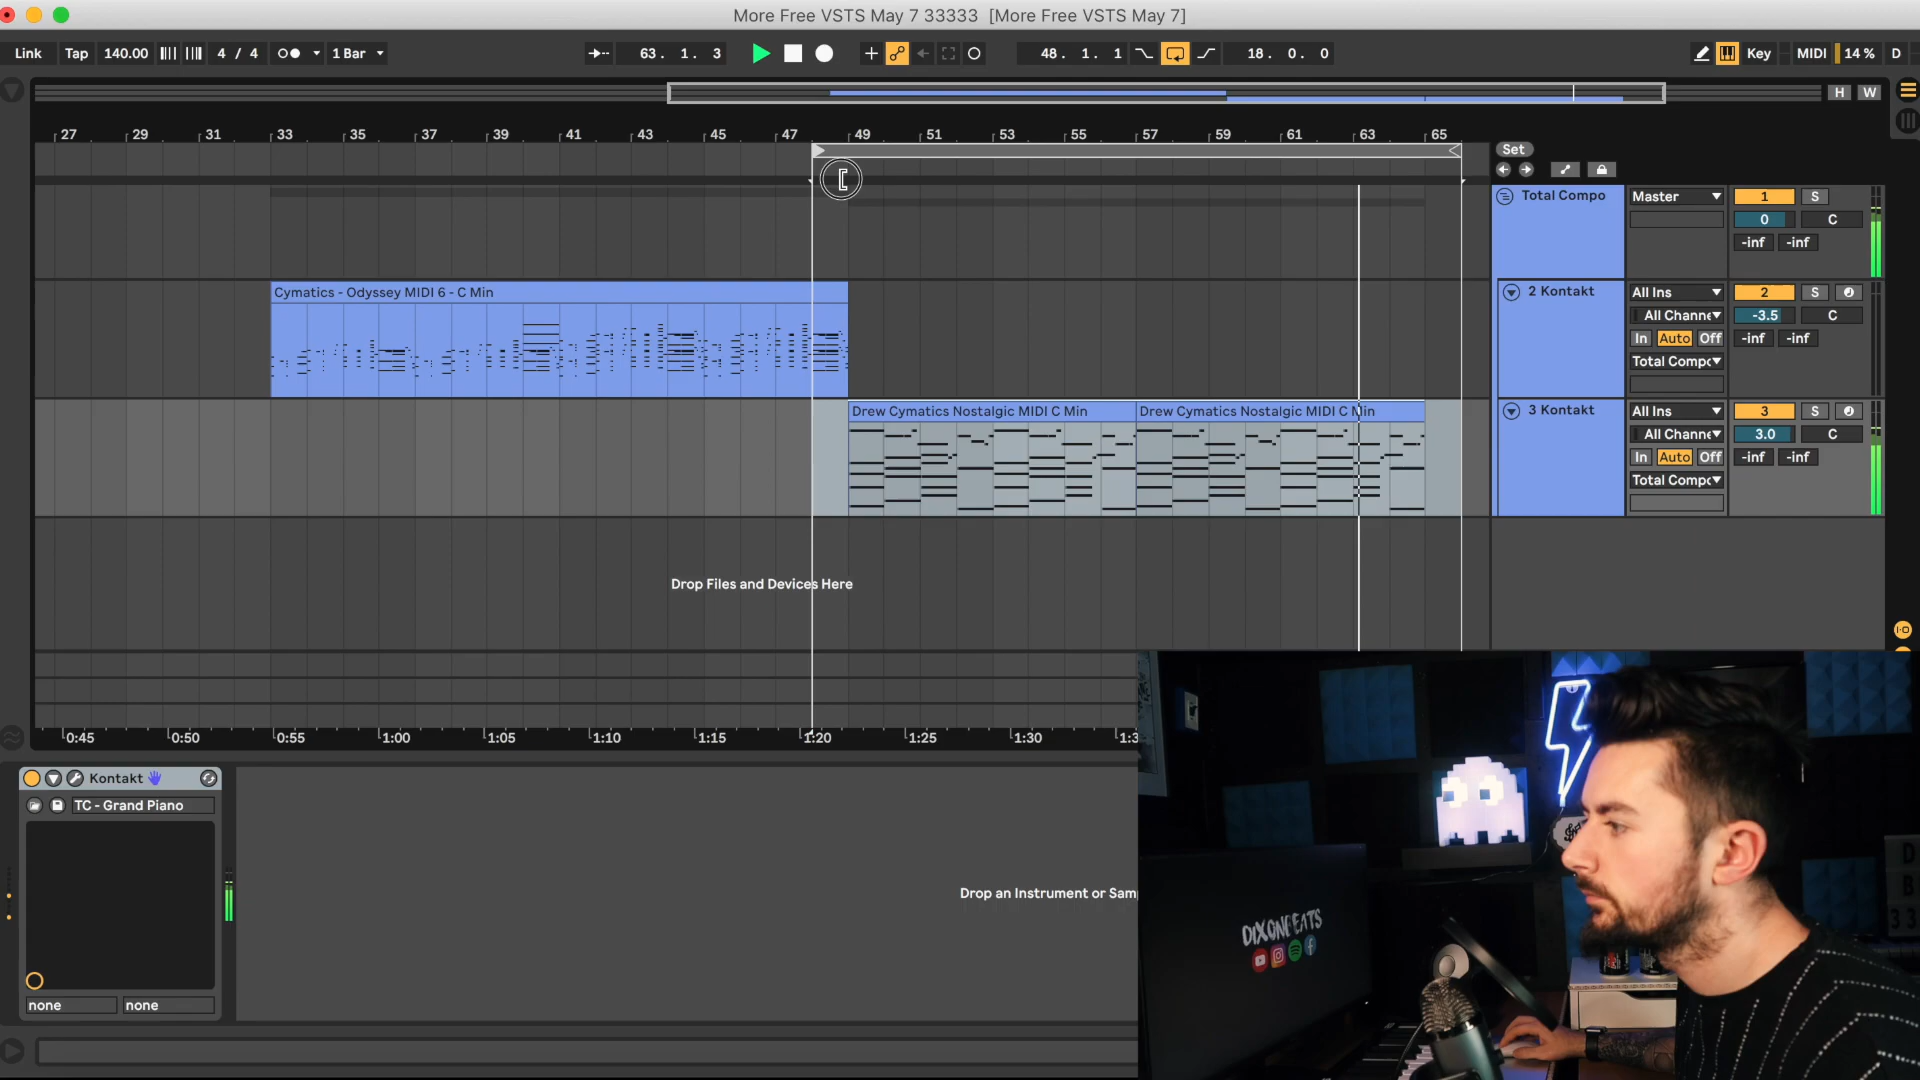 More Free VSTS May 7 33333 [More Free VSTS May 7]
Link Tap 140.00 4 / 4 1 Bar 63. 1. 3 48. 1. 1 18. 0. 0 Key MIDI 14 % D
H W
27 29 31 33 35 37 39 41 43 45 47 49 51 53 55 57 59 61 63 65
Set
Total Compo Master 1 S
0 C
-inf -inf
Cymatics - Odyssey MIDI 6 - C Min
2 Kontakt All Ins 2 S
All Channe -3.5 C
In Auto Off -inf -inf
Total Compo
Drew Cymatics Nostalgic MIDI C Min
Drew Cymatics Nostalgic MIDI C Min
3 Kontakt All Ins 3 S
All Channe 3.0 C
In Auto Off -inf -inf
Total Compo
Drop Files and Devices Here
0:45 0:50 0:55 1:00 1:05 1:10 1:15 1:20 1:25 1:30 1:3
Kontakt
TC - Grand Piano
Drop an Instrument or Sam
none none
DIXONBEATS